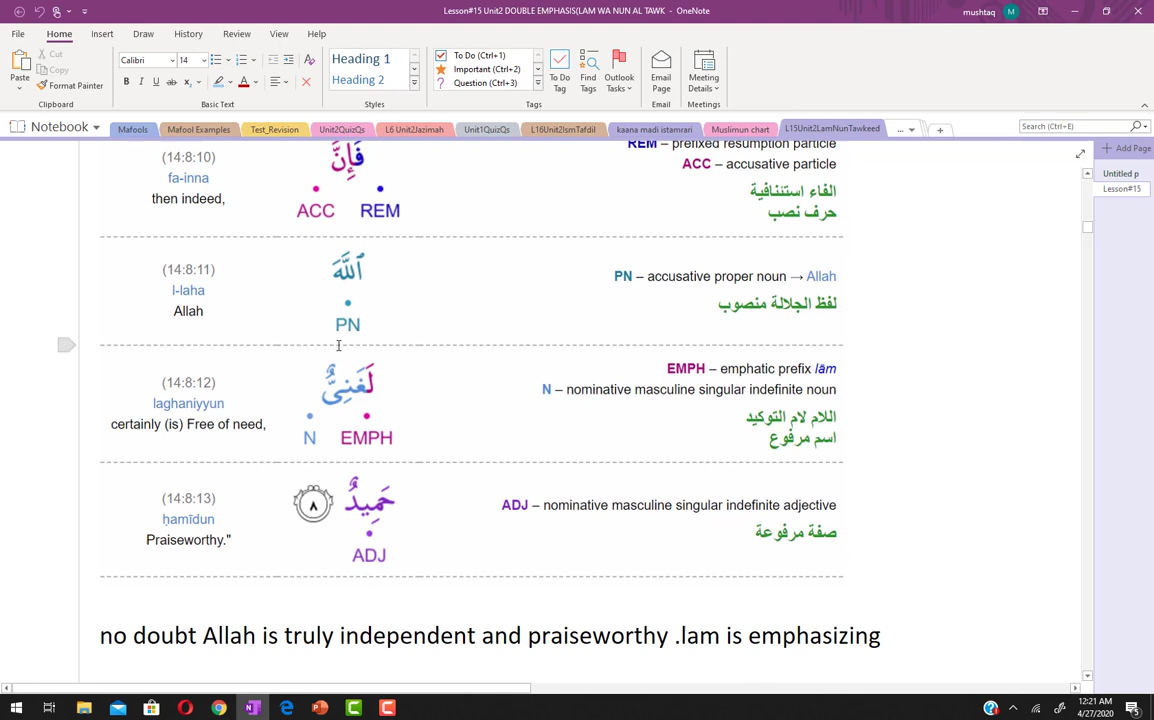 Lesson#15 Unit2 DOUBLE EMPHASIS(LAM WA NUN AL TAWK - OneNote
mushtaq M
File Home Insert Draw History Review View Help
Paste
Cut
Copy
Format Painter
Clipboard
Calibri 14
B I U ab x₂ A
Basic Text
Heading 1
Heading 2
Styles
To Do (Ctrl+1)
Important (Ctrl+2)
Question (Ctrl+3)
To Do Tag
Find Tags
Outlook Tasks
Tags
Email Page
Email
Meeting Details
Meetings
Notebook
Mafools Mafool Examples Test_Revision Unit2QuizQs L6 Unit2Jazimah Unit1QuizQs L16UnitIsmTafdil kaana madi istamrari Muslimun chart L15Unit2LamNunTawkeed ... +
Search (Ctrl+E)
Add Page
Untitled p
Lesson#15
(14:8:10)
fa-inna
then indeed,
فَإِنَّ
ACC REM
REM – prefixed resumption particle
ACC – accusative particle
الفاء استئنافية
حرف نصب
(14:8:11)
l-laha
Allah
ٱللَّهَ
PN
PN – accusative proper noun → Allah
لفظ الجلالة منصوب
(14:8:12)
laghaniyyun
certainly (is) Free of need,
لَغَنِىٌّ
N EMPH
EMPH – emphatic prefix lām
N – nominative masculine singular indefinite noun
اللام لام التوكيد
اسم مرفوع
(14:8:13)
ḥamīdun
Praiseworthy."
حَمِيدٌ ٨
ADJ
ADJ – nominative masculine singular indefinite adjective
صفة مرفوعة
no doubt Allah is truly independent and praiseworthy .lam is emphasizing
12:21 AM
4/27/2020
5